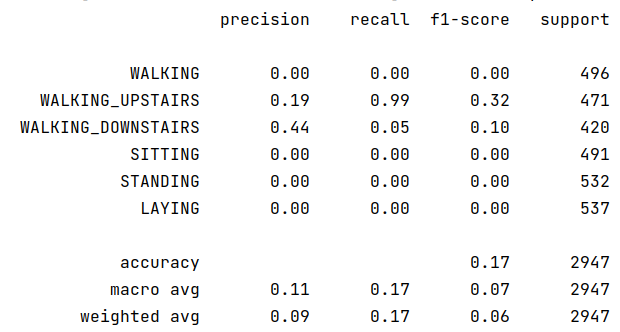 precision recall f1-score support
WALKING 0.00 0.00 0.00 496
WALKING_UPSTAIRS 0.19 0.99 0.32 471
WALKING_DOWNSTAIRS 0.44 0.05 0.10 420
SITTING 0.00 0.00 0.00 491
STANDING 0.00 0.00 0.00 532
LAYING 0.00 0.00 0.00 537
accuracy 0.17 2947
macro avg 0.11 0.17 0.07 2947
weighted avg 0.09 0.17 0.06 2947